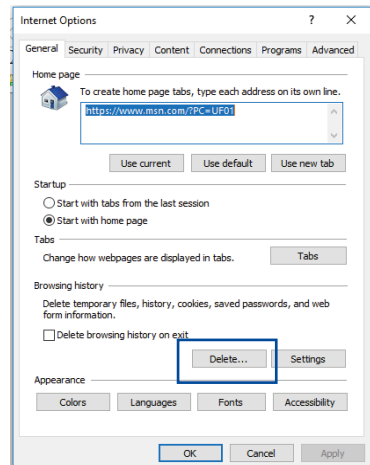 Internet Options ? ×
General Security Privacy Content Connections Programs Advanced
Home page
To create home page tabs, type each address on its own line.
https://www.msn.com/?PC=UF01
Use current Use default Use new tab
Startup
Start with tabs from the last session
Start with home page
Tabs
Change how webpages are displayed in tabs. Tabs
Browsing history
Delete temporary files, history, cookies, saved passwords, and web
form information.
Delete browsing history on exit
Delete... Settings
Appearance
Colors Languages Fonts Accessibility
OK Cancel Apply